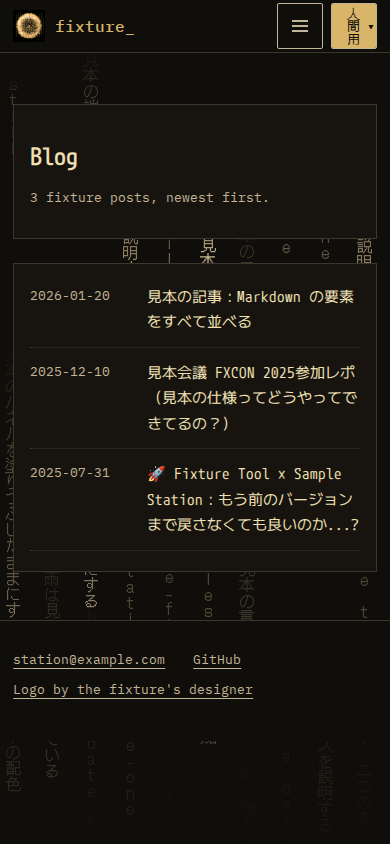 fixture_
人間用
Blog
3 fixture posts, newest first.
2026-01-20
見本の記事：Markdown の要素
をすべて並べる
2025-12-10
見本会議 FXCON 2025参加レポ
（見本の仕様ってどうやってで
きてるの？）
2025-07-31
🚀 Fixture Tool x Sample
Station：もう前のバージョン
まで戻さなくても良いのか...?
station@example.com
GitHub
Logo by the fixture's designer